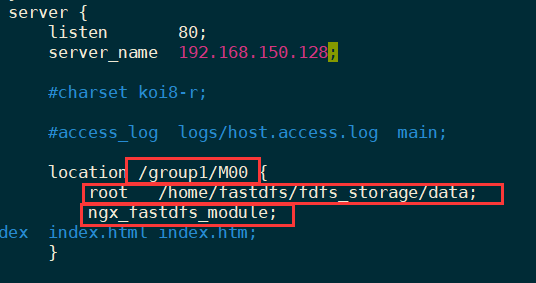 server {
listen 80;
server_name 192.168.150.128;
#charset koi8-r;
#access_log logs/host.access.log main;
location /group1/M00 {
root /home/fastdfs/fdfs_storage/data;
ngx_fastdfs_module;
dex index.html index.htm;
}